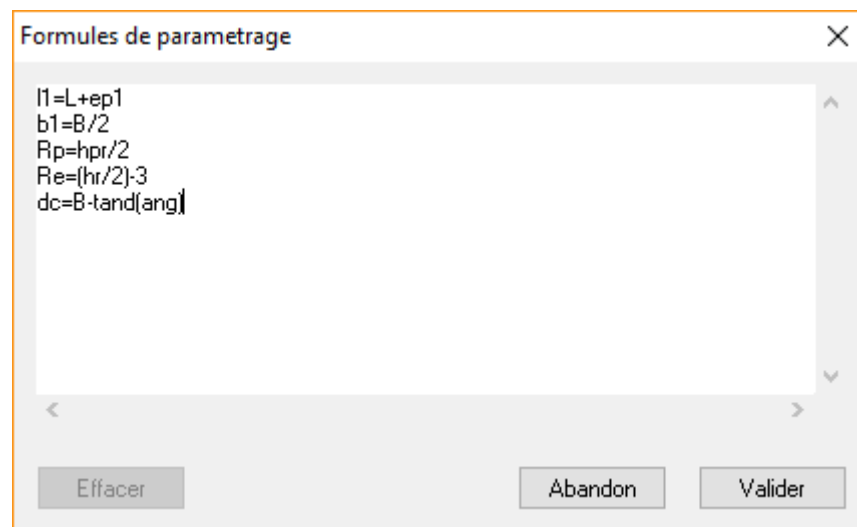 Formules de parametrage
l1=L+ep1
b1=B/2
Rp=hpr/2
Re=(hr/2)-3
dc=B-tand(ang)
Effacer
Abandon
Valider